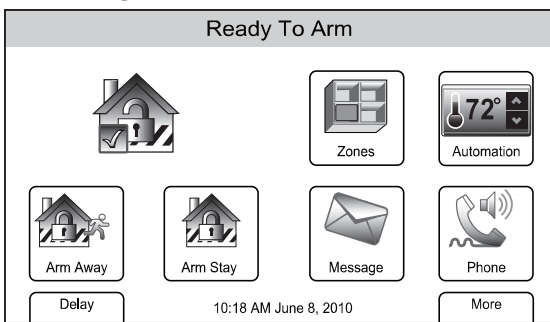 Ready To Arm
72°
Zones
Automation
Arm Away
Arm Stay
Message
Phone
Delay
10:18 AM June 8, 2010
More